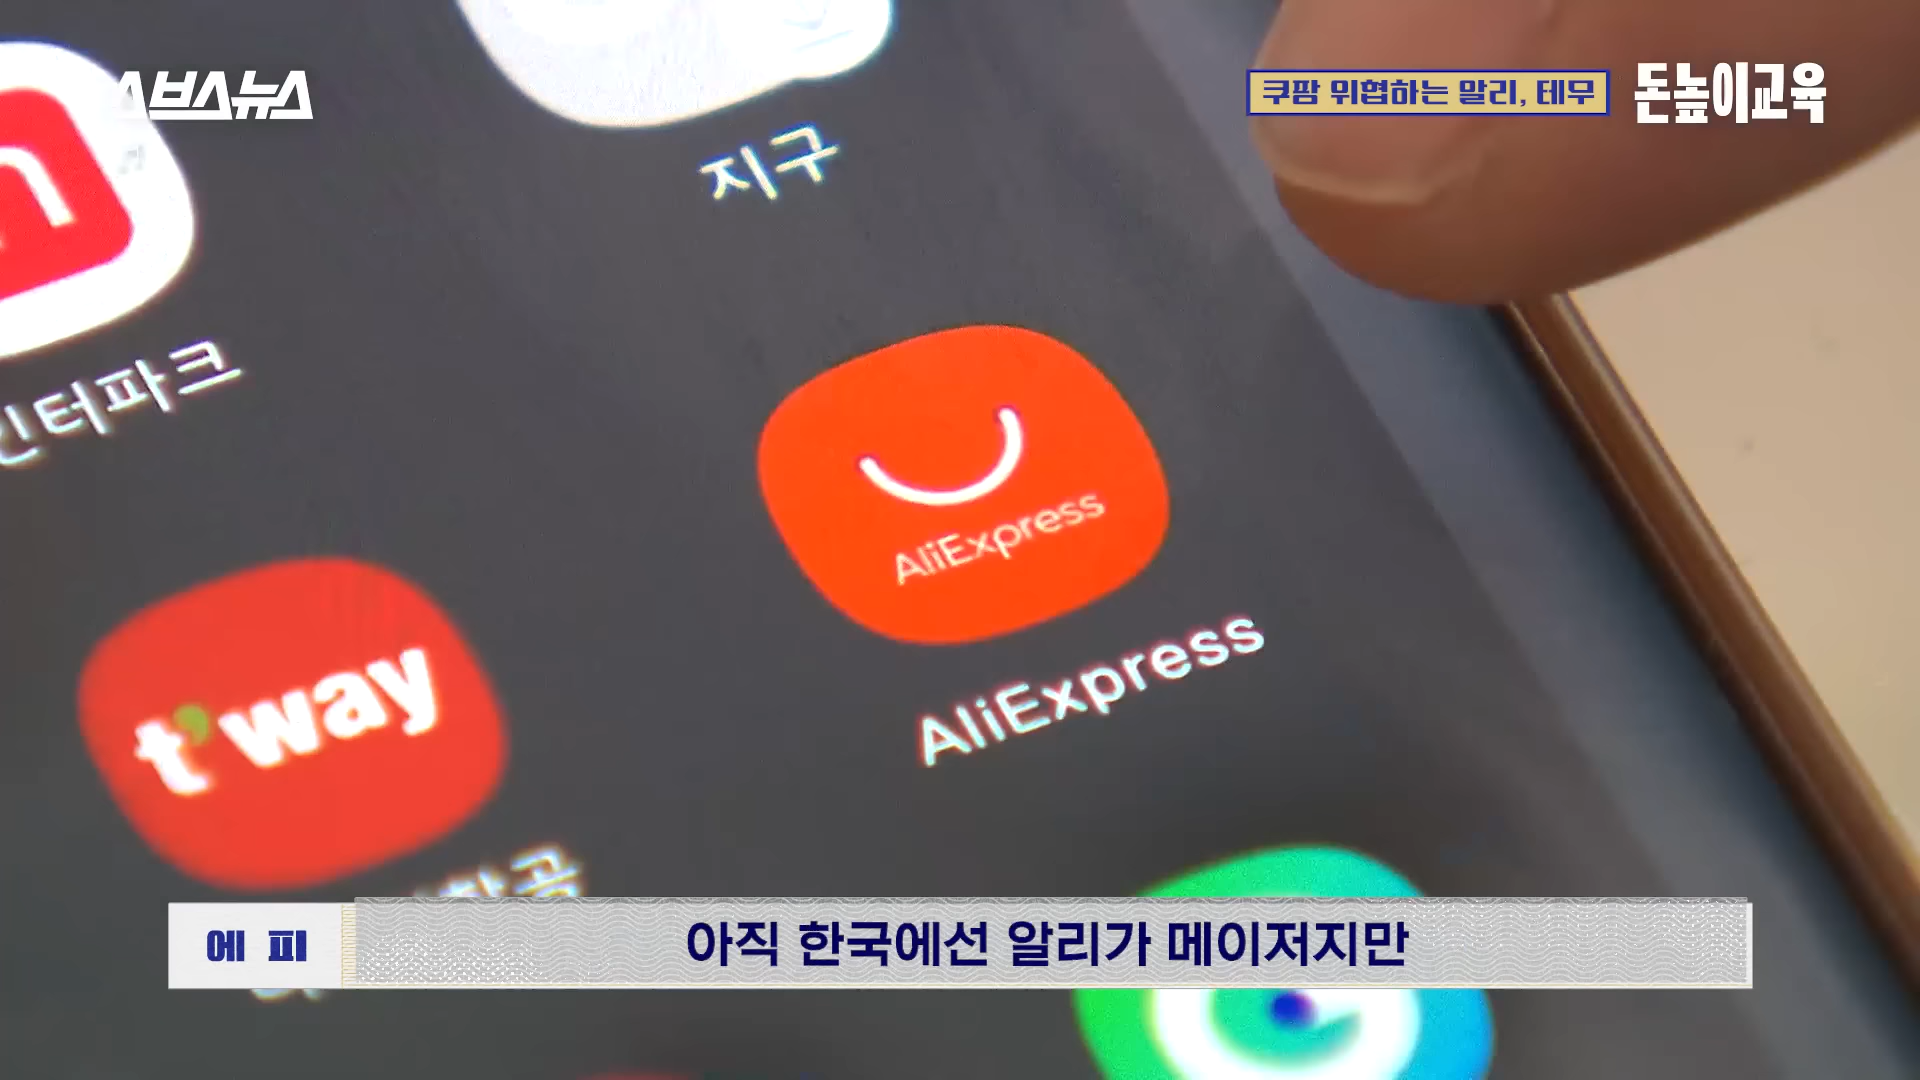 스브스뉴스
쿠팡 위협하는 알리, 테무
돈높이교육
지구
인터파크
AliExpress
AliExpress
t'way
에피
아직 한국에선 알리가 메이저지만